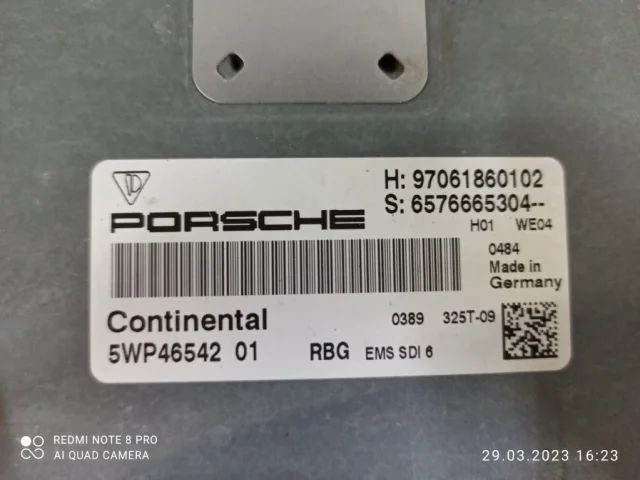 H: 97061860102
PORSCHE
S: 6576665304--
H01 WE04
0484
Made in
Germany
Continental
0389 325T-09
5WP46542 01 RBG EMS SDI 6
REDMI NOTE 8 PRO
AI QUAD CAMERA
29.03.2023 16:23